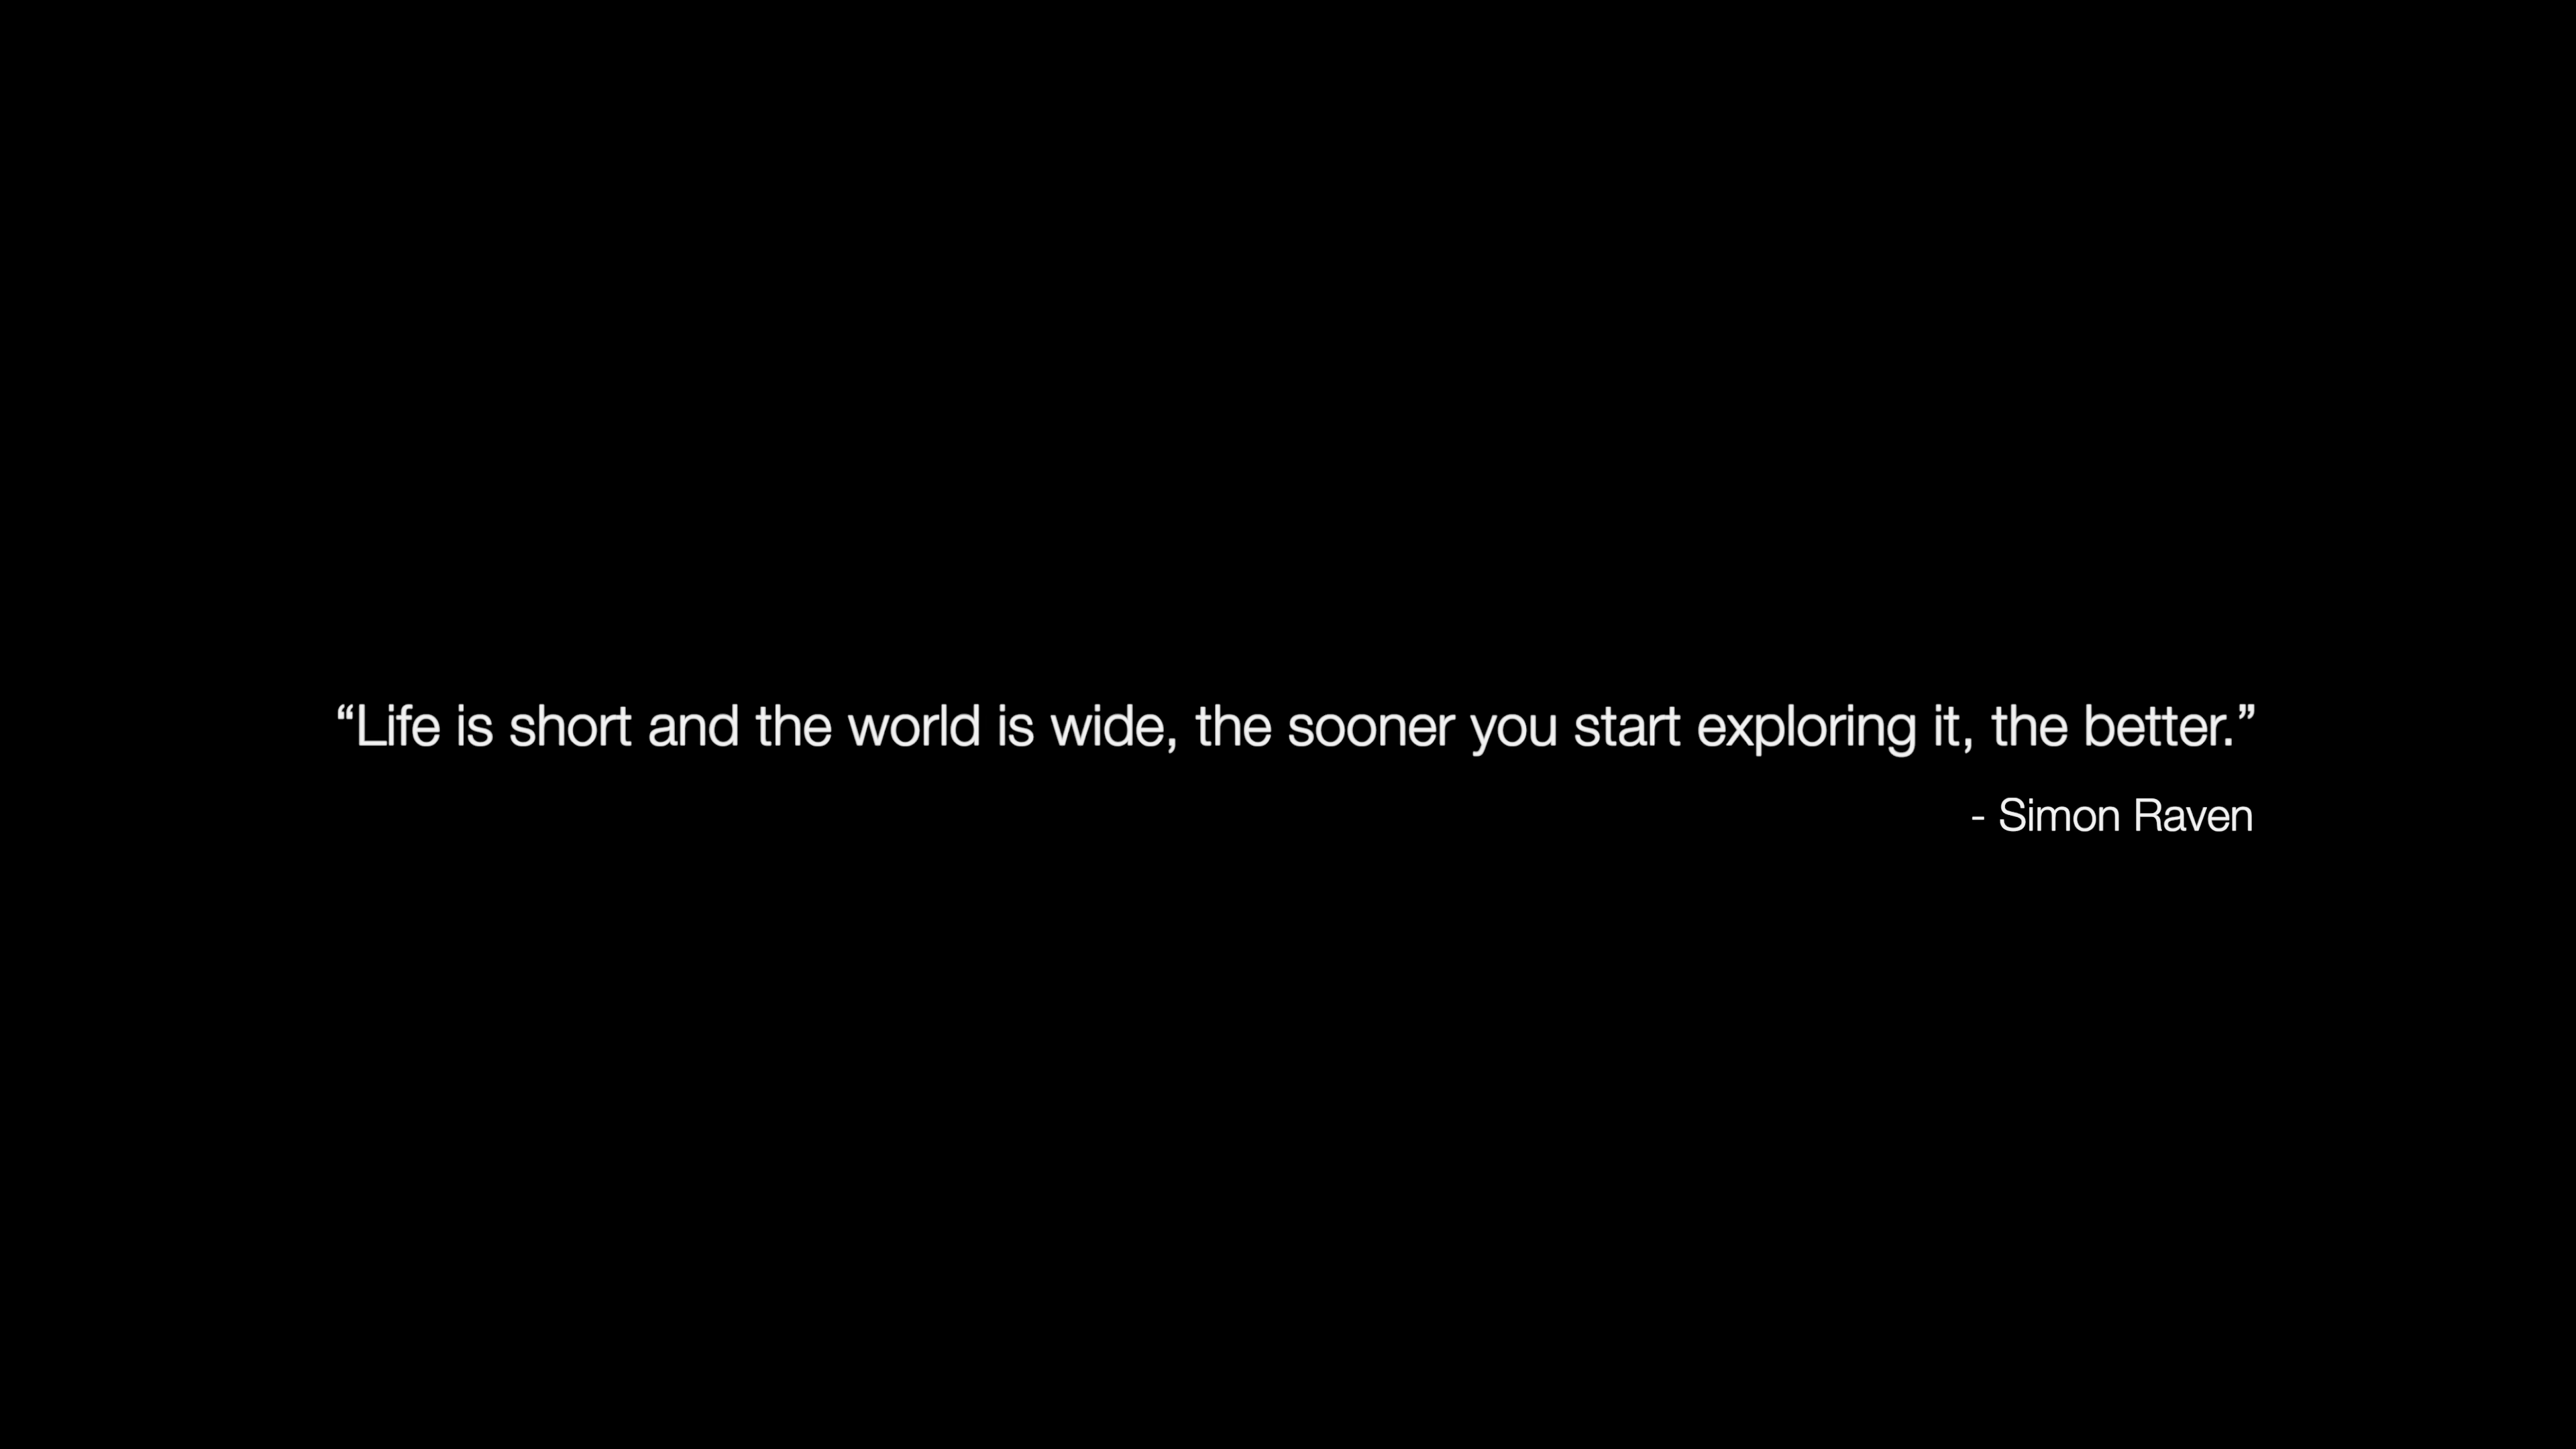 “Life is short and the world is wide, the sooner you start exploring it, the better.”
- Simon Raven